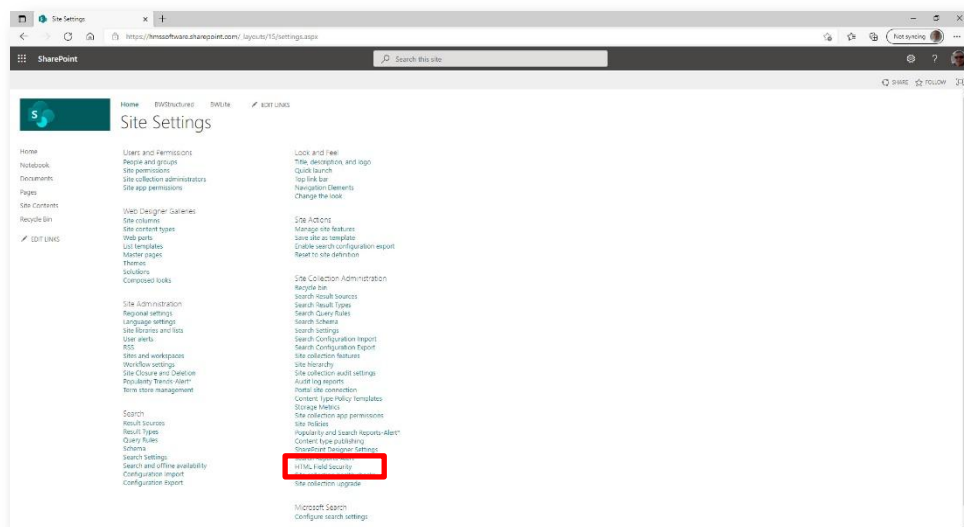 Site Settings
https://hmssoftware.sharepoint.com/_layouts/15/settings.aspx
Not syncing
SharePoint
Search this site
SHARE FOLLOW
Home BWStructured BWLite EDIT LINKS
Site Settings
Home
Notebook
Documents
Pages
Site Contents
Recycle Bin
EDIT LINKS
Users and Permissions
People and groups
Site permissions
Site collection administrators
Site app permissions
Web Designer Galleries
Site columns
Site content types
Web parts
List templates
Master pages
Themes
Solutions
Composed looks
Site Administration
Regional settings
Language settings
Site libraries and lists
User alerts
RSS
Sites and workspaces
Workflow settings
Site Closure and Deletion
Popularity Trends-Alert*
Term store management
Search
Result Sources
Result Types
Query Rules
Schema
Search Settings
Search and offline availability
Configuration Import
Configuration Export
Look and Feel
Title, description, and logo
Quick launch
Top link bar
Navigation Elements
Change the look
Site Actions
Manage site features
Save site as template
Enable search configuration export
Reset to site definition
Site Collection Administration
Recycle bin
Search Result Sources
Search Result Types
Search Query Rules
Search Schema
Search Settings
Search Configuration Import
Search Configuration Export
Site collection features
Site hierarchy
Site collection audit settings
Audit log reports
Portal site connection
Content Type Policy Templates
Storage Metrics
Site collection app permissions
Site Policies
Popularity and Search Reports-Alert*
Content type publishing
SharePoint Designer Settings
HTML Field Security
Site collection upgrade
Microsoft Search
Configure search settings